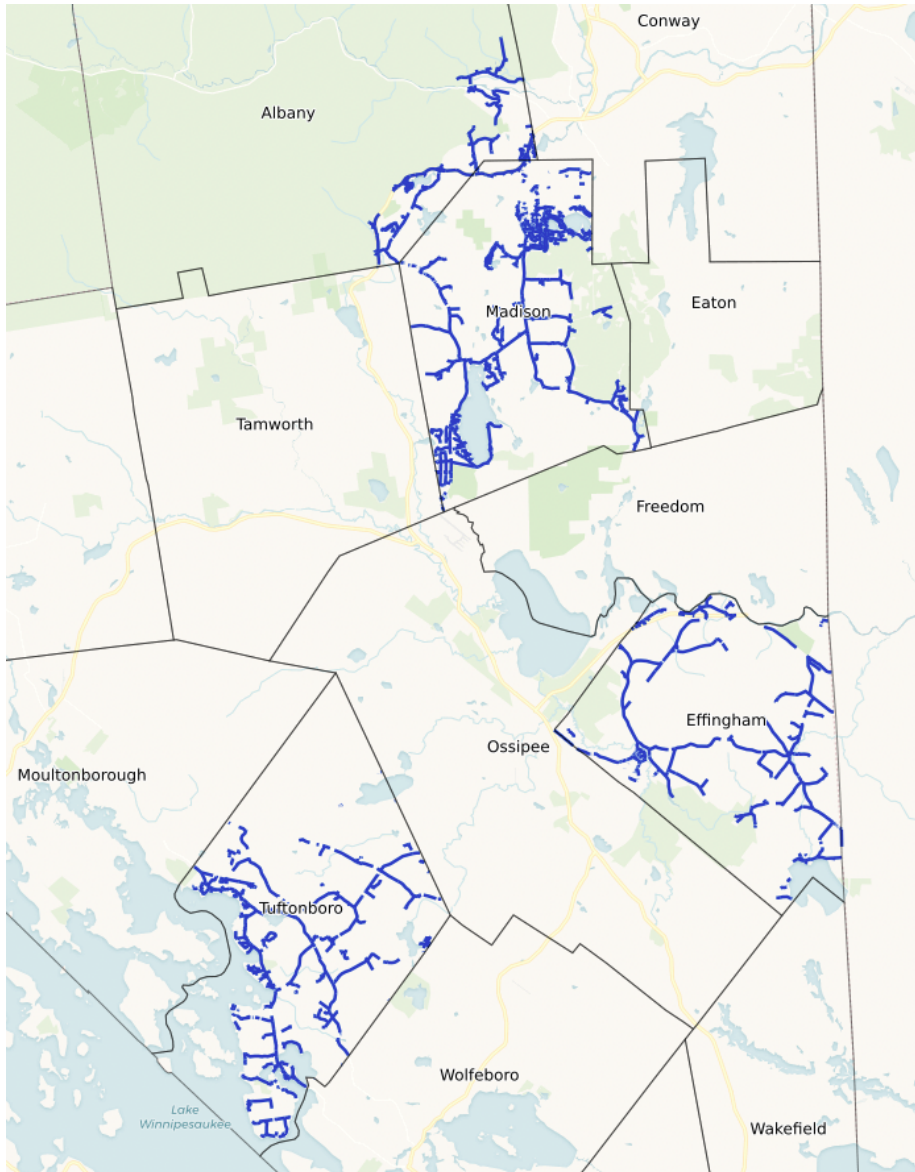 Conway
Albany
Eaton
Madison
Tamworth
Freedom
Effingham
Ossipee
Moultonborough
Tuftonboro
Wolfeboro
Lake
Winnipesaukee
Wakefield